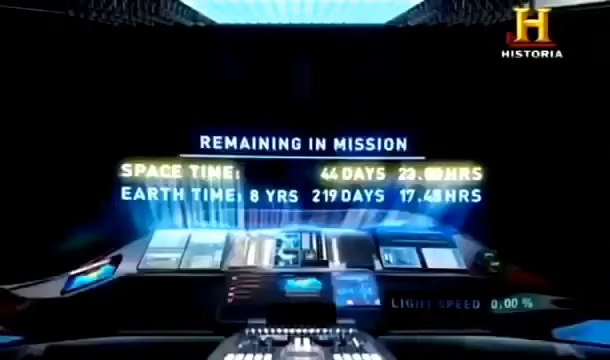 H
HISTORIA
REMAINING IN MISSION
SPACE TIME: 44 DAYS HRS
EARTH TIME: 8 YRS 219 DAYS 17.45 HRS
LIGHT SPEED 0.00 %